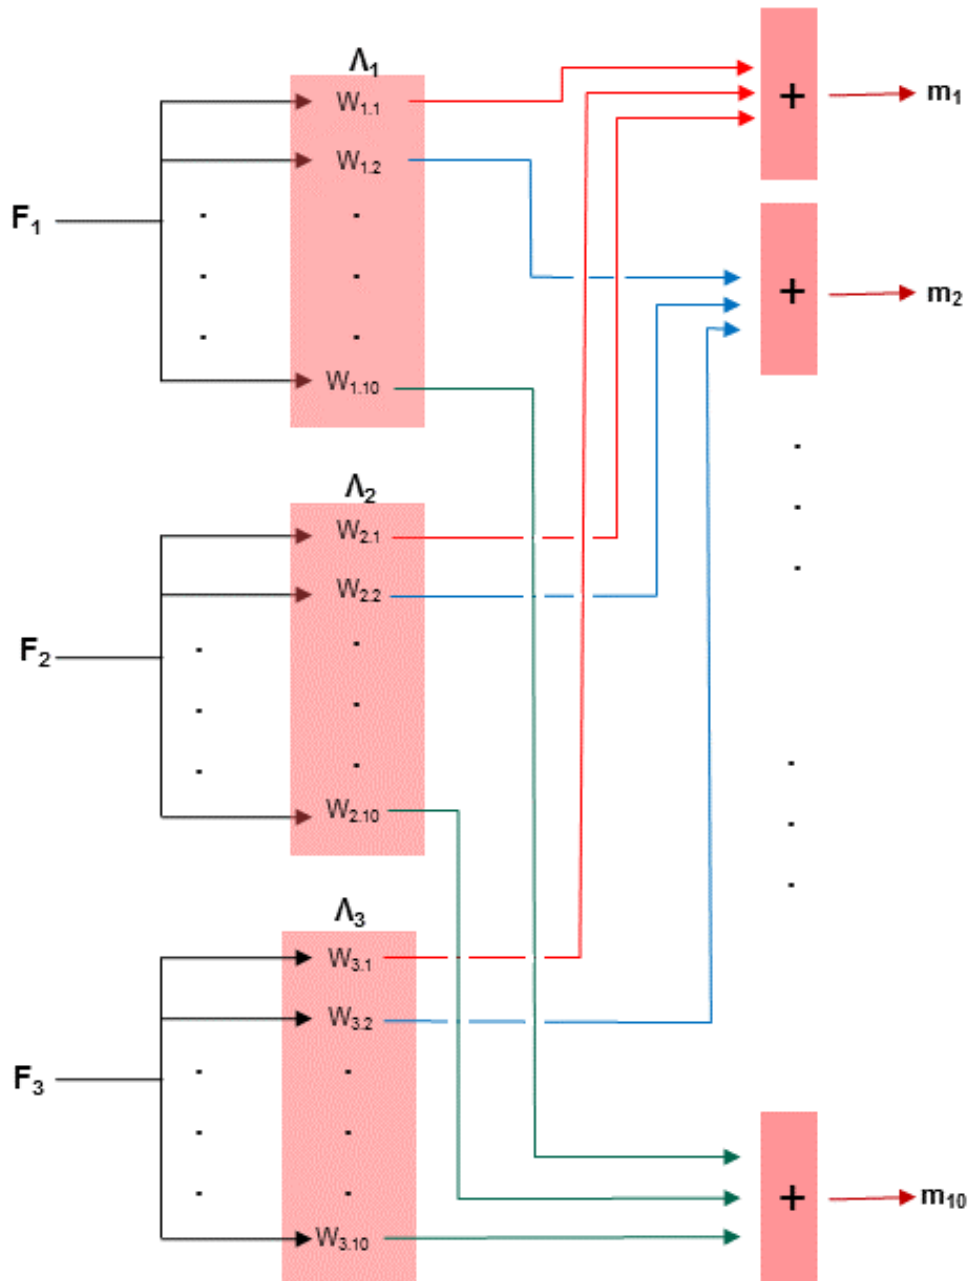 Λ₁
W₁.₁
+
m₁
W₁.₂
F₁
+
m₂
W₁.₁₀
Λ₂
W₂.₁
W₂.₂
F₂
W₂.₁₀
Λ₃
W₃.₁
W₃.₂
F₃
+
m₁₀
W₃.₁₀